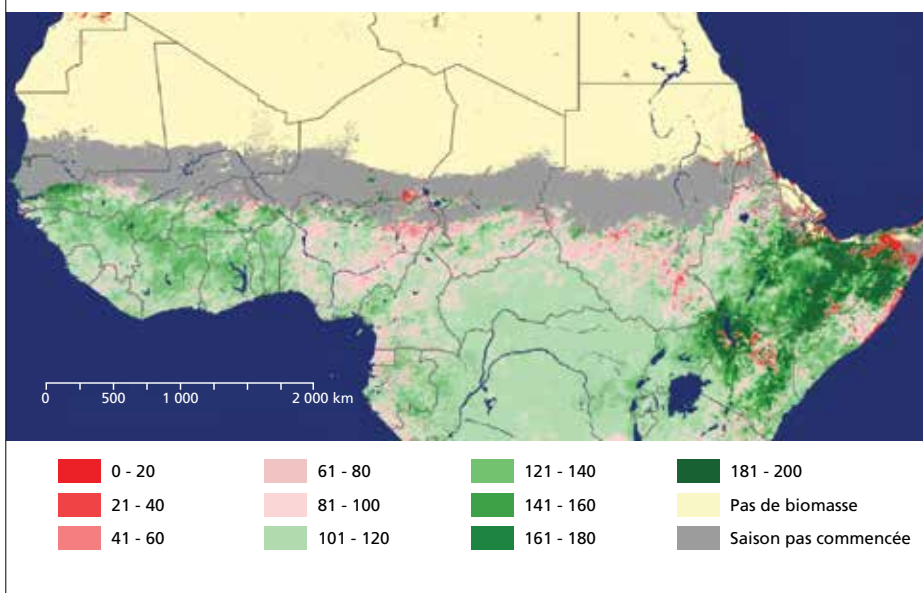 0 500 1 000 2 000 km
0 - 20 61 - 80 121 - 140 181 - 200
21 - 40 81 - 100 141 - 160 Pas de biomasse
41 - 60 101 - 120 161 - 180 Saison pas commencée